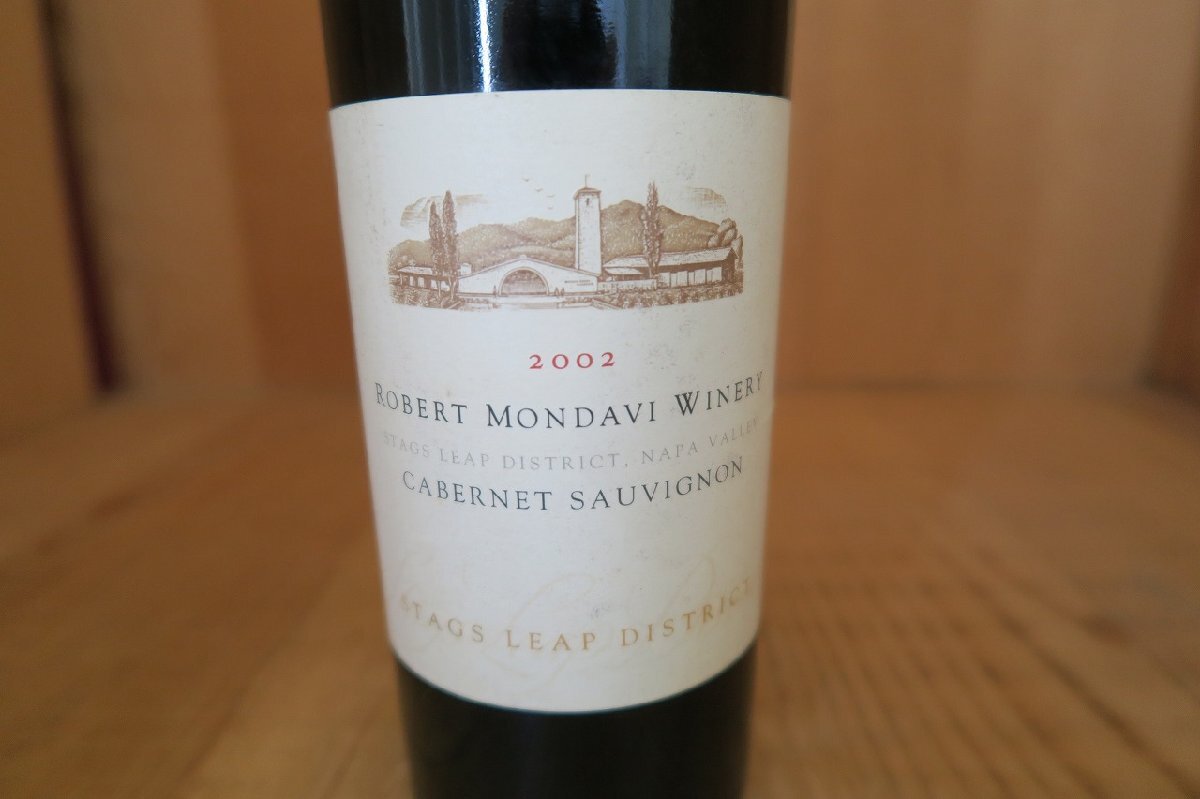 2002
ROBERT MONDAVI WINERY
STAGS LEAP DISTRICT, NAPA VALLEY
CABERNET SAUVIGNON
STAGS LEAP DISTRICT